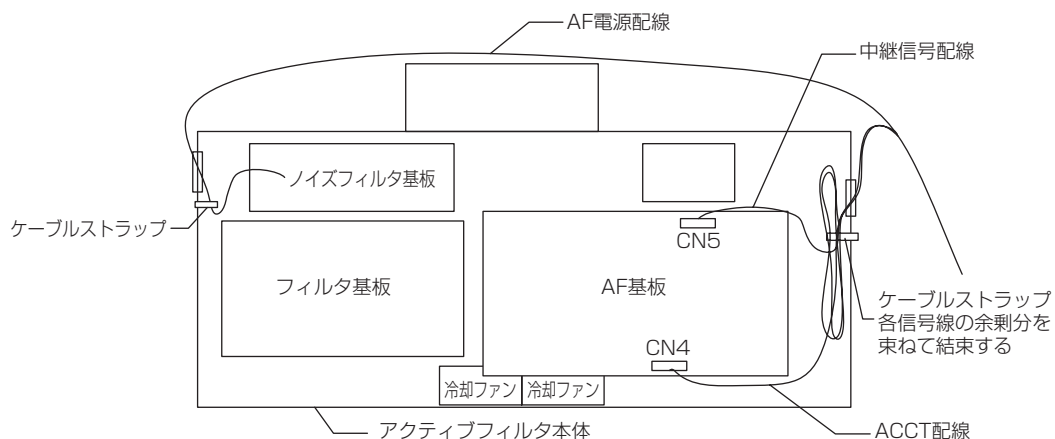 AF電源配線
中継信号配線
ノイズフィルタ基板
ケーブルストラップ
CN5
フィルタ基板
AF基板
ケーブルストラップ
各信号線の余剰分を
束ねて結束する
CN4
冷却ファン
冷却ファン
アクティブフィルタ本体
ACCT配線